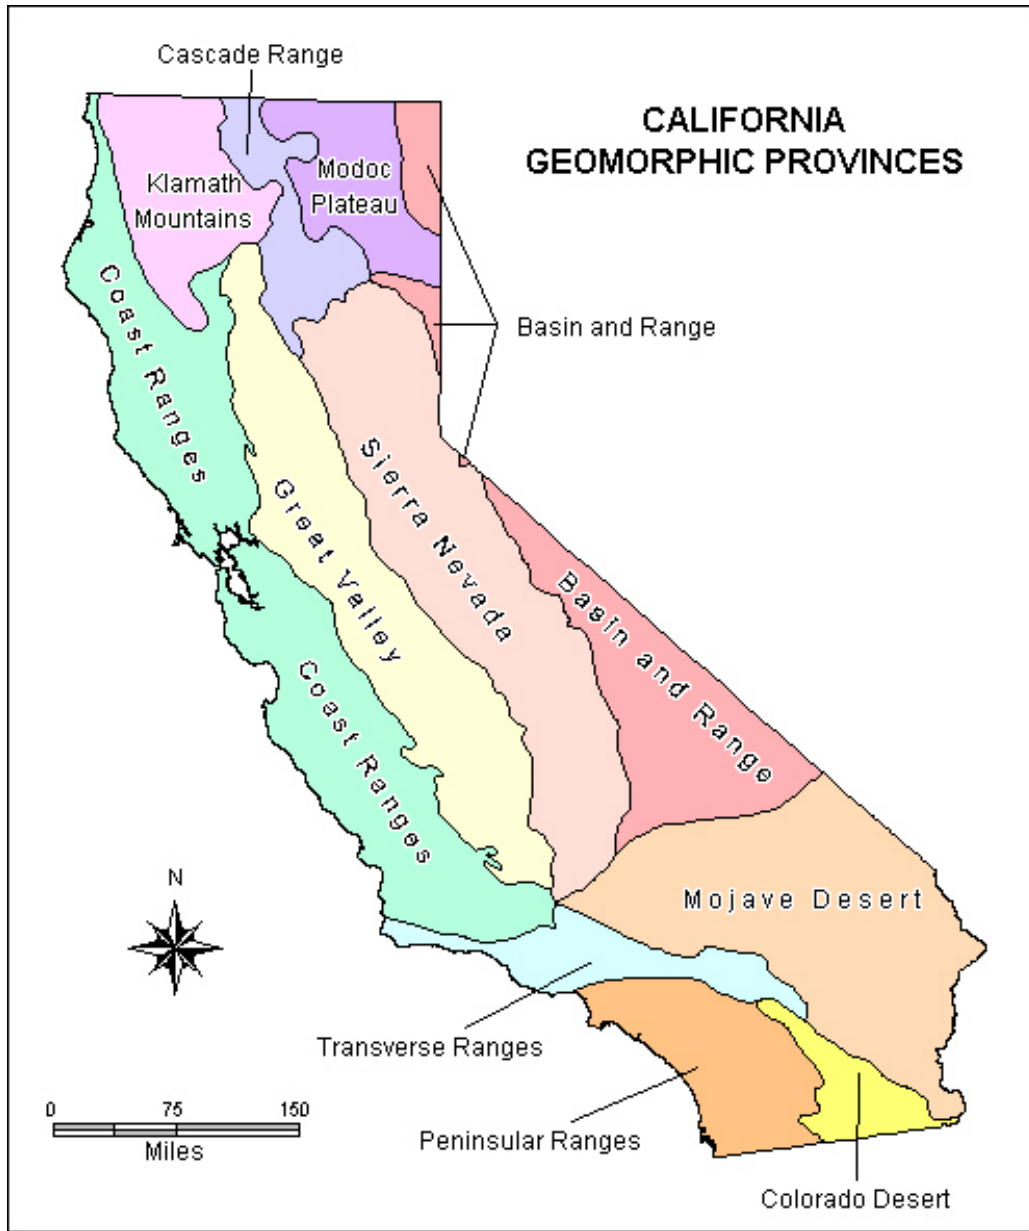 Cascade Range
CALIFORNIA
GEOMORPHIC PROVINCES
Klamath
Mountains
Modoc
Plateau
Coast Ranges
Basin and Range
Great Valley
Sierra Nevada
Basin and Range
Coast Ranges
N
Mojave Desert
Transverse Ranges
0 75 150
Miles
Peninsular Ranges
Colorado Desert